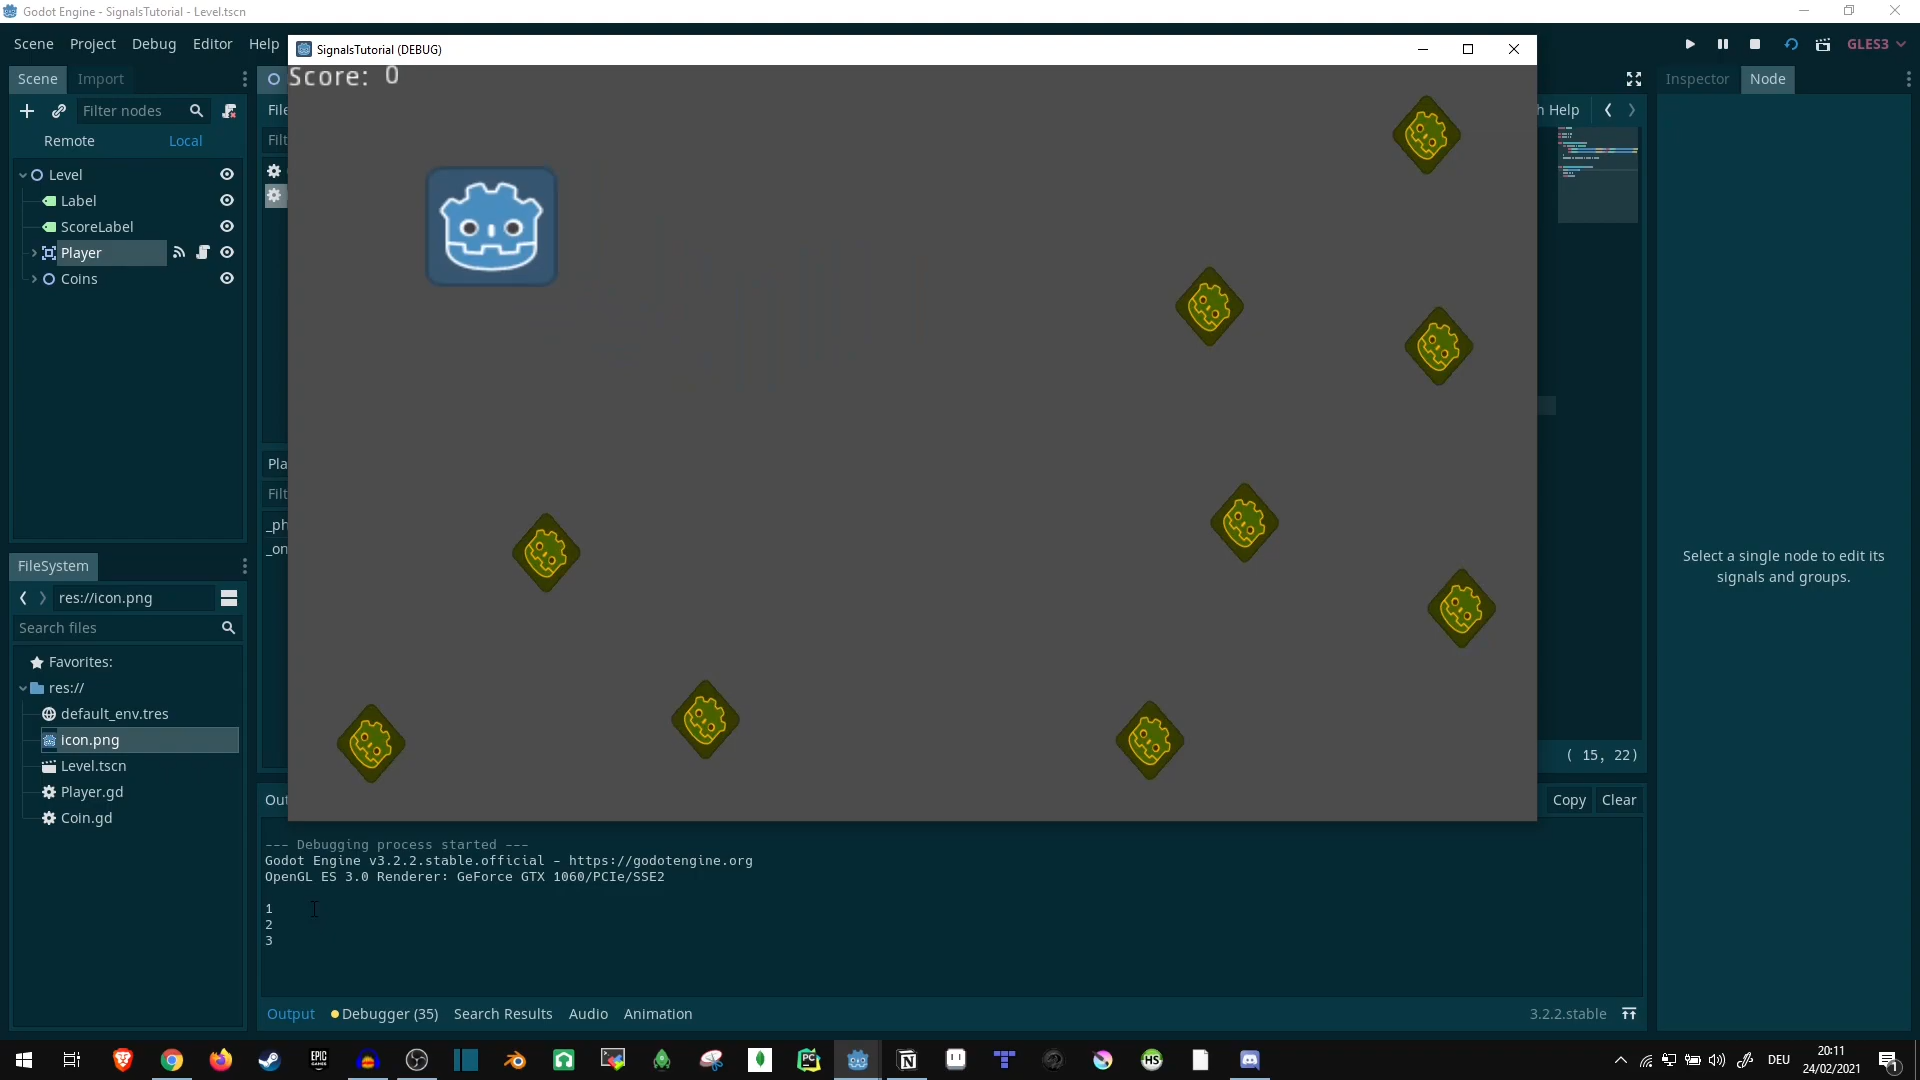 Godot Engine - SignalsTutorial - Level.tscn
Scene Project Debug Editor Help
SignalsTutorial (DEBUG)
GLES3
Scene Import
Score: 0
Inspector Node
Filter nodes
File
h Help
Remote Local
Filt
Level
Label
ScoreLabel
Player
Coins
Pla
Filt
_ph
_on
Select a single node to edit its
signals and groups.
FileSystem
res://icon.png
Search files
Favorites:
res://
default_env.tres
icon.png
Level.tscn
Player.gd
Coin.gd
( 15, 22)
Out
Copy Clear
--- Debugging process started ---
Godot Engine v3.2.2.stable.official - https://godotengine.org
OpenGL ES 3.0 Renderer: GeForce GTX 1060/PCIe/SSE2
1
2
3
Output Debugger (35) Search Results Audio Animation
3.2.2.stable
EPIC GAMES
PC
HS
DEU
20:11
24/02/2021
1